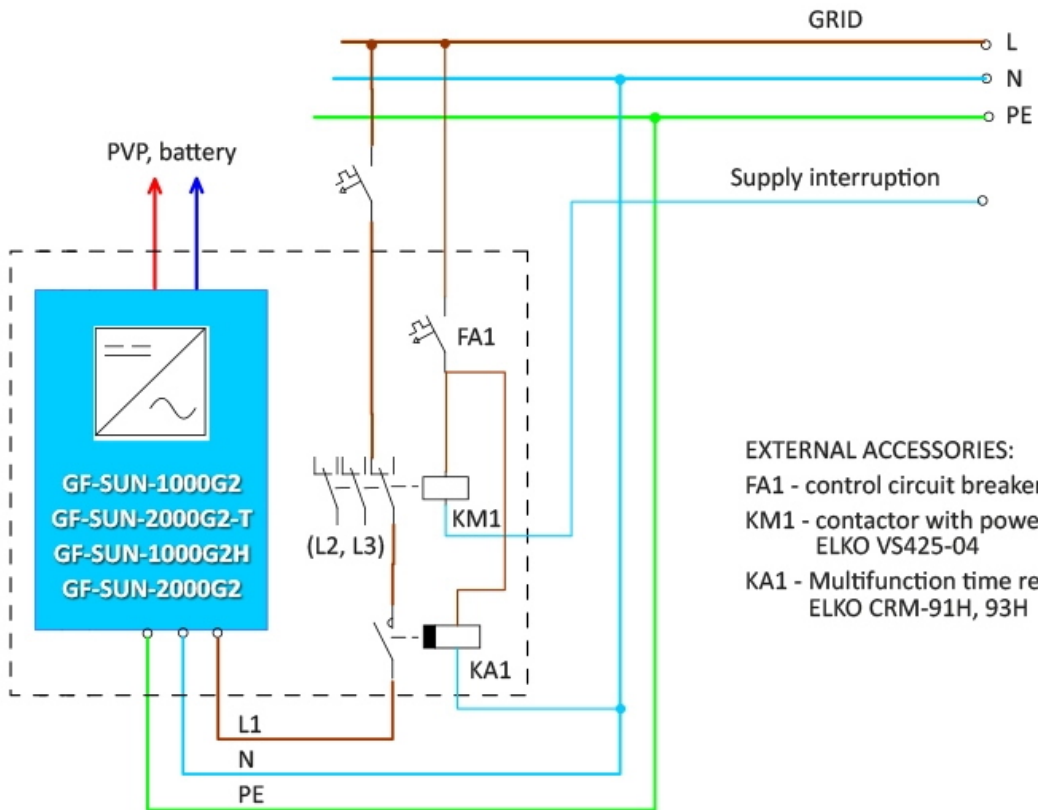 GRID
L
N
PE
PVP, battery
Supply interruption
FA1
GF-SUN-1000G2
GF-SUN-2000G2-T
GF-SUN-1000G2H
GF-SUN-2000G2
KM1
(L2, L3)
KA1
L1
N
PE
EXTERNAL ACCESSORIES:
FA1 - control circuit breaker
KM1 - contactor with power
ELKO VS425-04
KA1 - Multifunction time re
ELKO CRM-91H, 93H